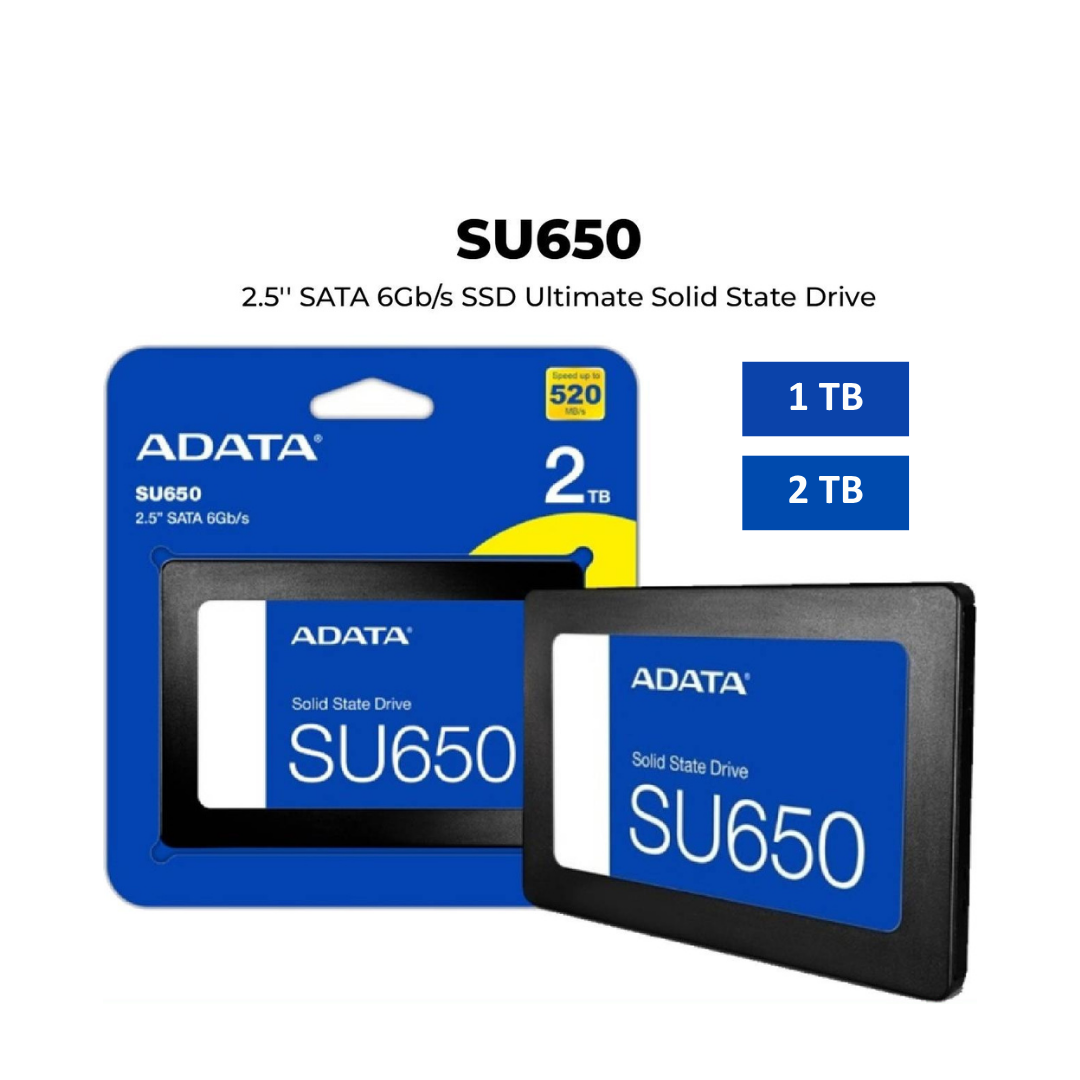 SU650
2.5'' SATA 6Gb/s SSD Ultimate Solid State Drive
Speed up to
520
MB/s
ADATA®
2TB
SU650
2.5" SATA 6Gb/s
1 TB
2 TB
ADATA®
Solid State Drive
SU650
ADATA®
Solid State Drive
SU650